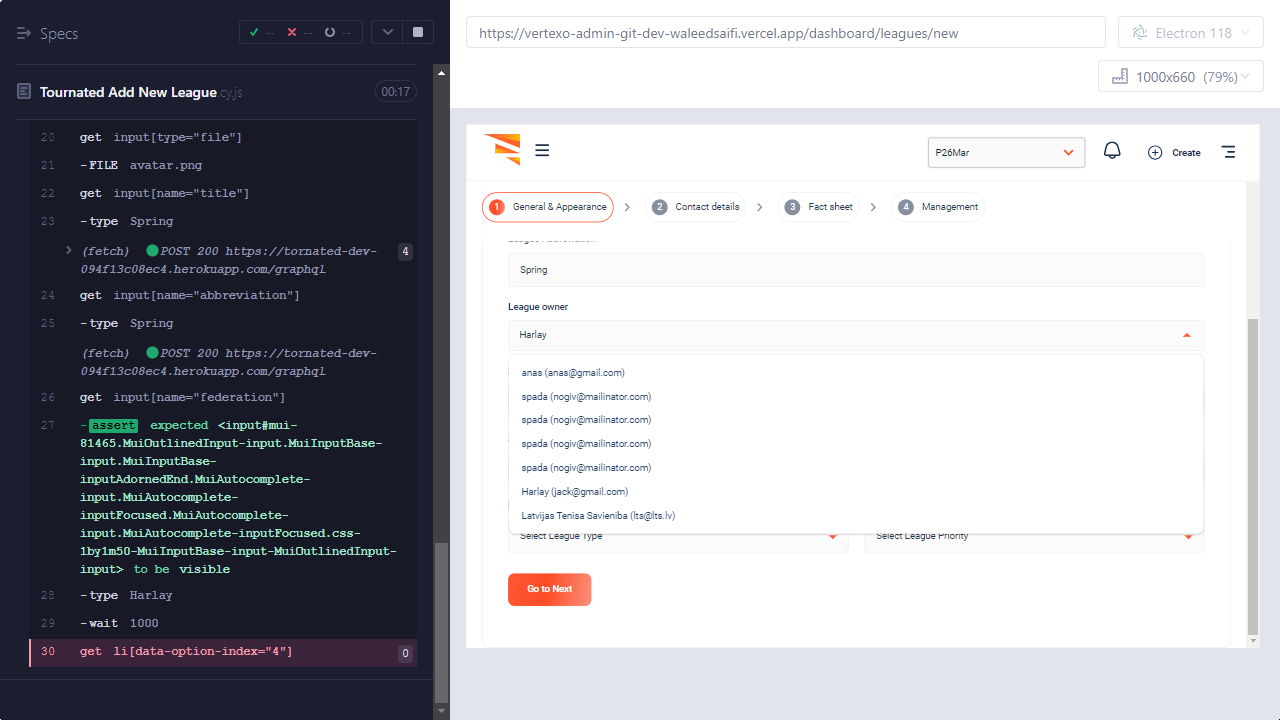 Specs
-- -- --
Tournated Add New League.cy.js
00:17
20 get input[type="file"]
21 -FILE avatar.png
22 get input[name="title"]
23 -type Spring
(fetch) POST 200 https://tornated-dev-
094f13c08ec4.herokuapp.com/graphql
4
24 get input[name="abbreviation"]
25 -type Spring
(fetch) POST 200 https://tornated-dev-
094f13c08ec4.herokuapp.com/graphql
26 get input[name="federation"]
27 -assert expected <input#mui-
81465.MuiOutlinedInput-input.MuiInputBase-
input.MuiInputBase-
inputAdornedEnd.MuiAutocomplete-
input.MuiAutocomplete-
inputFocused.MuiAutocomplete-
input.MuiAutocomplete-inputFocused.css-
1by1m50-MuiInputBase-input-MuiOutlinedInput-
input> to be visible
28 -type Harlay
29 -wait 1000
30 get li[data-option-index="4"]
0
https://vertexo-admin-git-dev-waleedsaifi.vercel.app/dashboard/leagues/new
Electron 118
1000x660 (79%)
P26Mar
Create
1 General & Appearance
2 Contact details
3 Fact sheet
4 Management
Spring
League owner
Harlay
anas (anas@gmail.com)
spada (nogiv@mailinator.com)
spada (nogiv@mailinator.com)
spada (nogiv@mailinator.com)
spada (nogiv@mailinator.com)
Harlay (jack@gmail.com)
Latvijas Tenisa Savieniba (lts@lts.lv)
Select League Type
Select League Priority
Go to Next